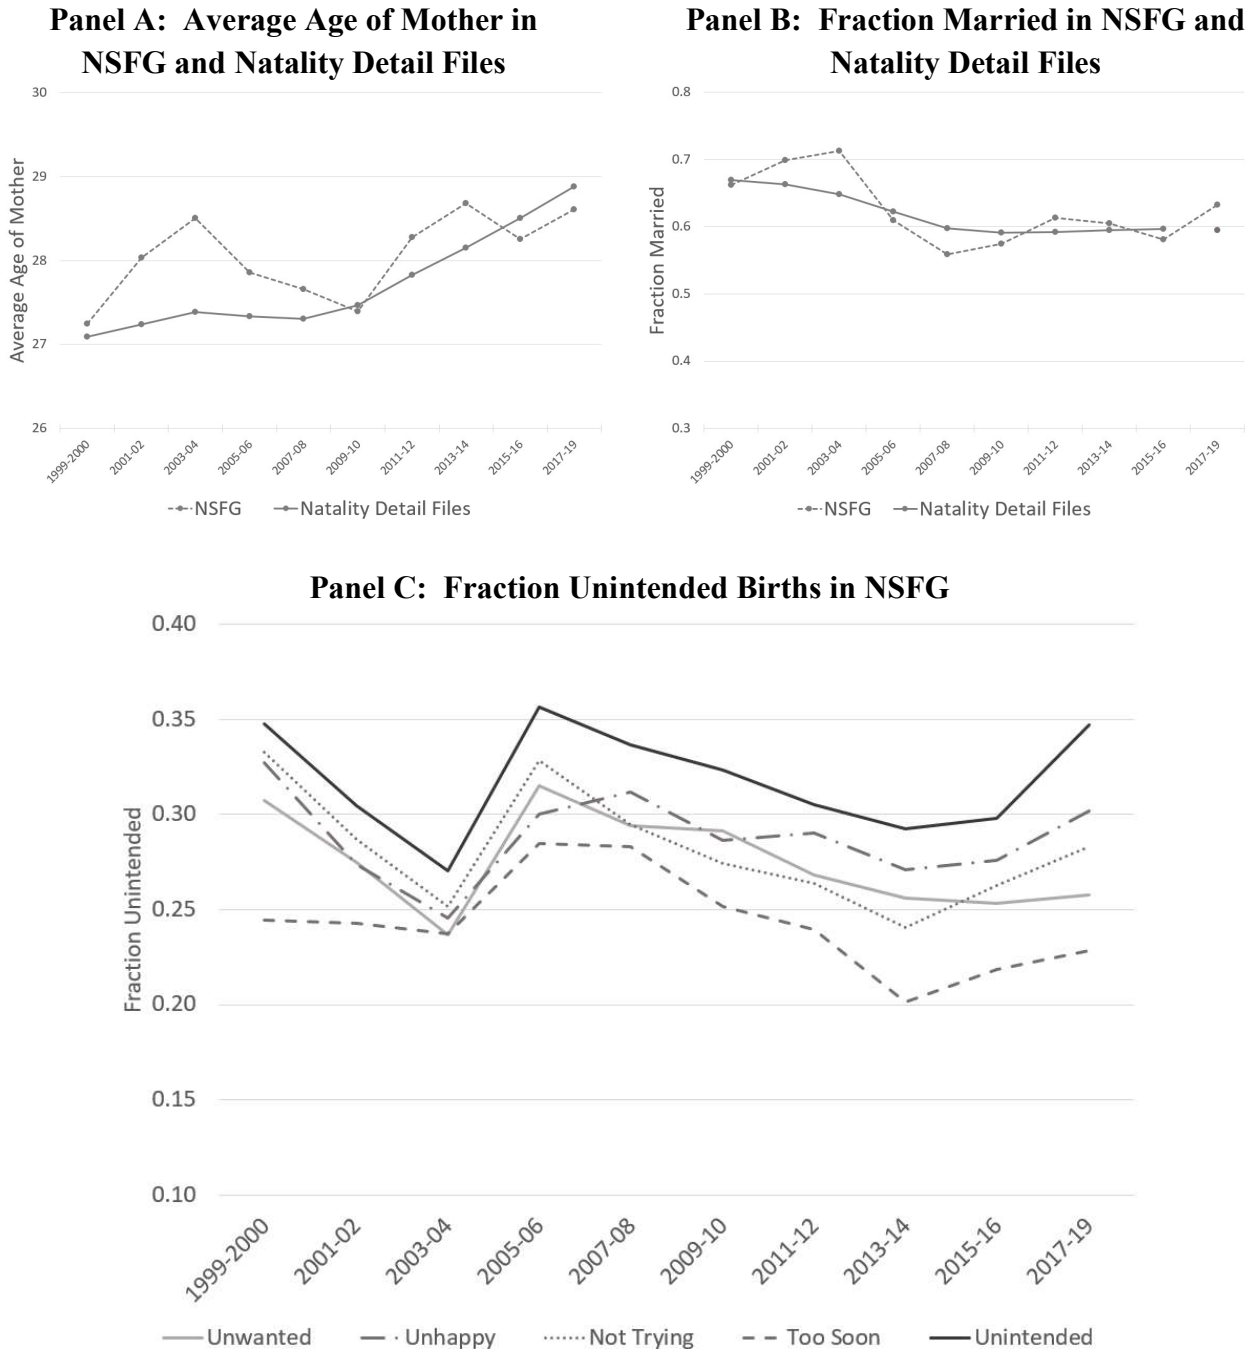 Panel A: Average Age of Mother in
NSFG and Natality Detail Files
30
29
28
27
26
Average Age of Mother
1999-2000
2001-02
2003-04
2005-06
2007-08
2009-10
2011-12
2013-14
2015-16
2017-19
NSFG
Natality Detail Files
Panel B: Fraction Married in NSFG and
Natality Detail Files
0.8
0.7
0.6
0.5
0.4
0.3
Fraction Married
1999-2000
2001-02
2003-04
2005-06
2007-08
2009-10
2011-12
2013-14
2015-16
2017-19
NSFG
Natality Detail Files
Panel C: Fraction Unintended Births in NSFG
0.40
0.35
0.30
0.25
0.20
0.15
0.10
Fraction Unintended
1999-2000
2001-02
2003-04
2005-06
2007-08
2009-10
2011-12
2013-14
2015-16
2017-19
Unwanted
Unhappy
Not Trying
Too Soon
Unintended